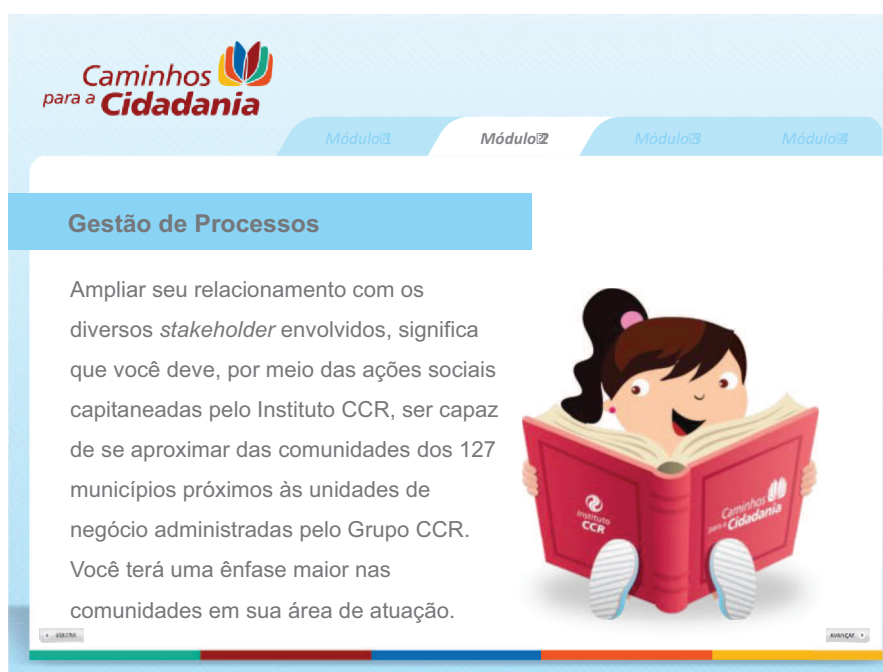 Caminhos
para a Cidadania
Módulo 1
Módulo 2
Módulo 3
Módulo 4
Gestão de Processos
Ampliar seu relacionamento com os
diversos stakeholder envolvidos, significa
que você deve, por meio das ações sociais
capitaneadas pelo Instituto CCR, ser capaz
de se aproximar das comunidades dos 127
municípios próximos às unidades de
negócio administradas pelo Grupo CCR.
Você terá uma ênfase maior nas
comunidades em sua área de atuação.
Instituto
CCR
Caminhos
para a Cidadania
AVANÇAR